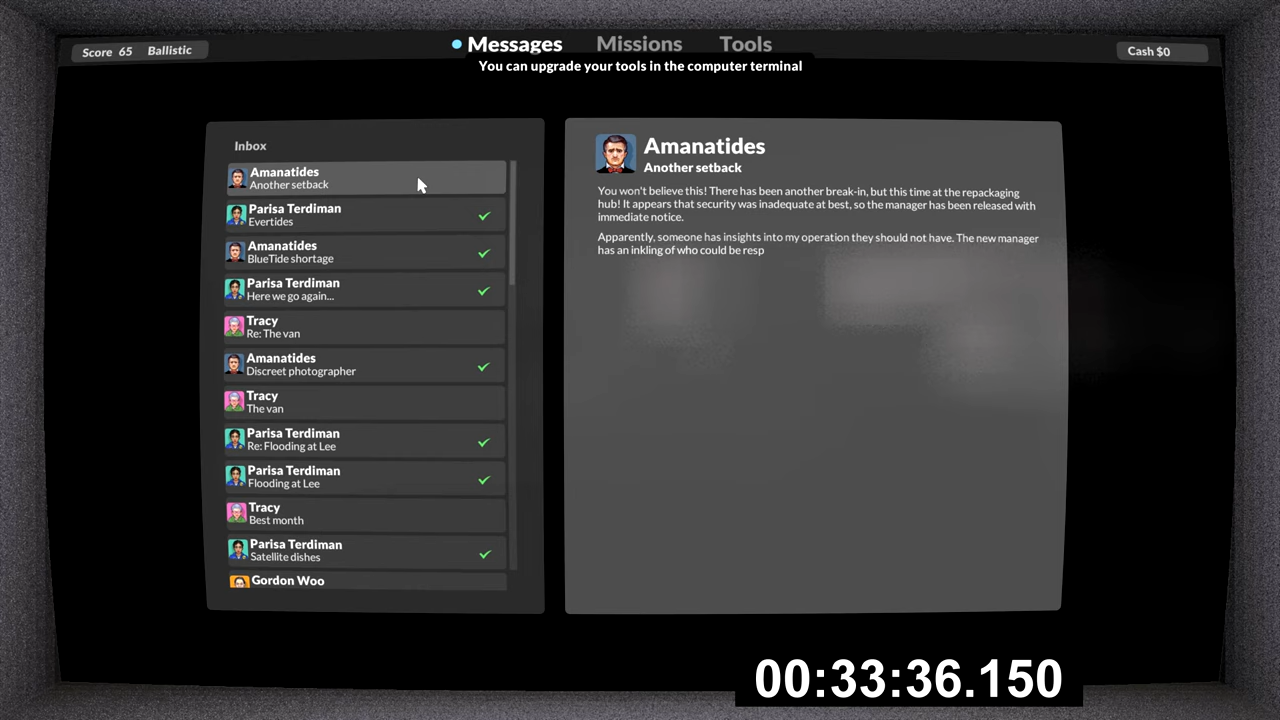 Score 65 Ballistic
Messages Missions Tools
Cash $0
You can upgrade your tools in the computer terminal
Inbox
Amanatides
Another setback
Parisa Terdiman
Evertides
Amanatides
BlueTide shortage
Parisa Terdiman
Here we go again...
Tracy
Re: The van
Amanatides
Discreet photographer
Tracy
The van
Parisa Terdiman
Re: Flooding at Lee
Parisa Terdiman
Flooding at Lee
Tracy
Best month
Parisa Terdiman
Satellite dishes
Gordon Woo
Amanatides
Another setback
You won't believe this! There has been another break-in, but this time at the repackaging
hub! It appears that security was inadequate at best, so the manager has been released with
immediate notice.
Apparently, someone has insights into my operation they should not have. The new manager
has an inkling of who could be resp
00:33:36.150